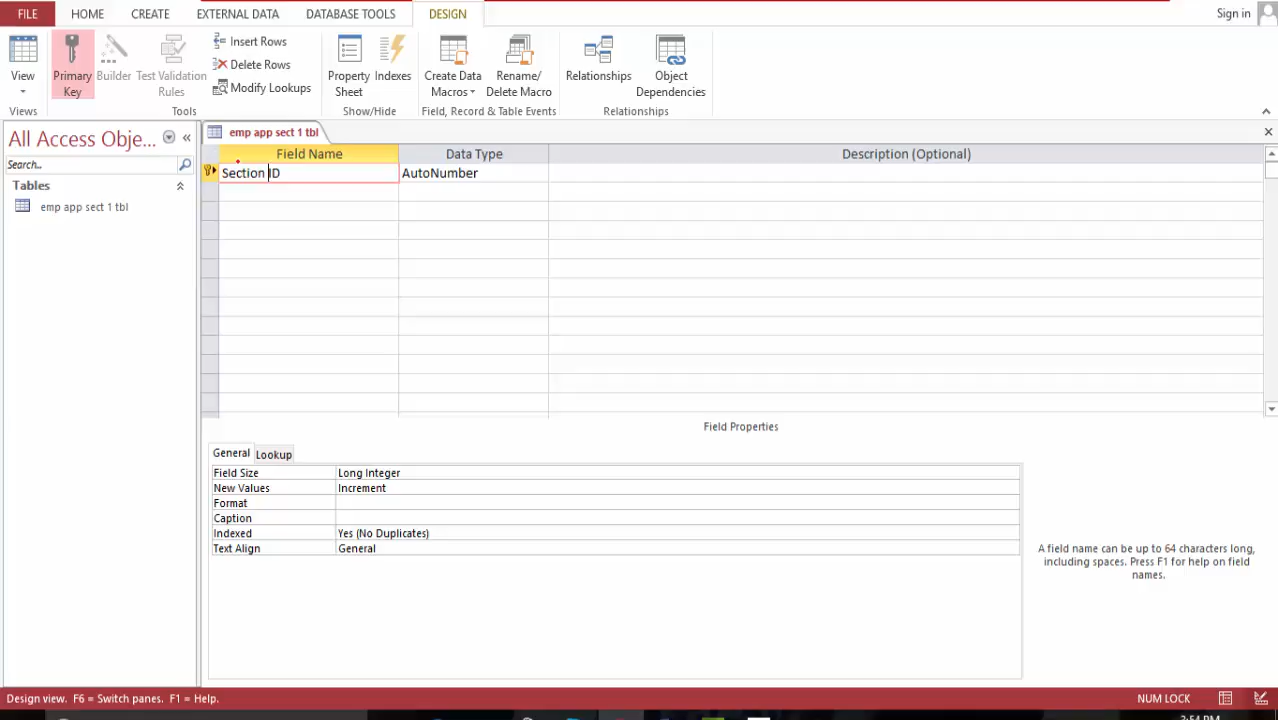 FILE HOME CREATE EXTERNAL DATA DATABASE TOOLS DESIGN Sign in
View
Views
Primary Key
Builder
Test Validation Rules
Insert Rows
Delete Rows
Modify Lookups
Tools
Property Sheet
Indexes
Show/Hide
Create Data Macros
Rename/ Delete Macro
Field, Record & Table Events
Relationships
Object Dependencies
Relationships
All Access Obje...
Search...
Tables
emp app sect 1 tbl
emp app sect 1 tbl
Field Name Data Type Description (Optional)
Section ID AutoNumber
Field Properties
General Lookup
Field Size Long Integer
New Values Increment
Format
Caption
Indexed Yes (No Duplicates)
Text Align General
A field name can be up to 64 characters long,
including spaces. Press F1 for help on field
names.
Design view. F6 = Switch panes. F1 = Help. NUM LOCK